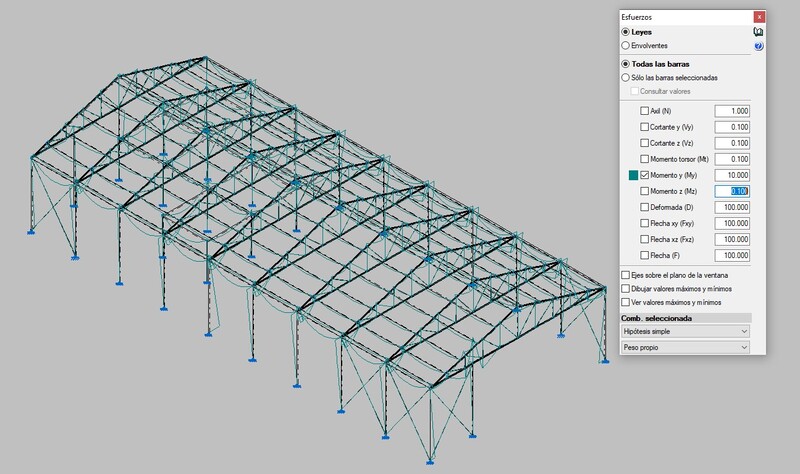 Esfuerzos
Leyes
Envolventes
Todas las barras
Sólo las barras seleccionadas
Consultar valores
Axil (N) 1.000
Cortante y (Vy) 0.100
Cortante z (Vz) 0.100
Momento torsor (Mt) 0.100
Momento y (My) 10.000
Momento z (Mz) 0.100
Deformada (D) 100.000
Flecha xy (Fxy) 100.000
Flecha xz (Fxz) 100.000
Flecha (F) 100.000
Ejes sobre el plano de la ventana
Dibujar valores máximos y mínimos
Ver valores máximos y mínimos
Comb. seleccionada
Hipótesis simple
Peso propio